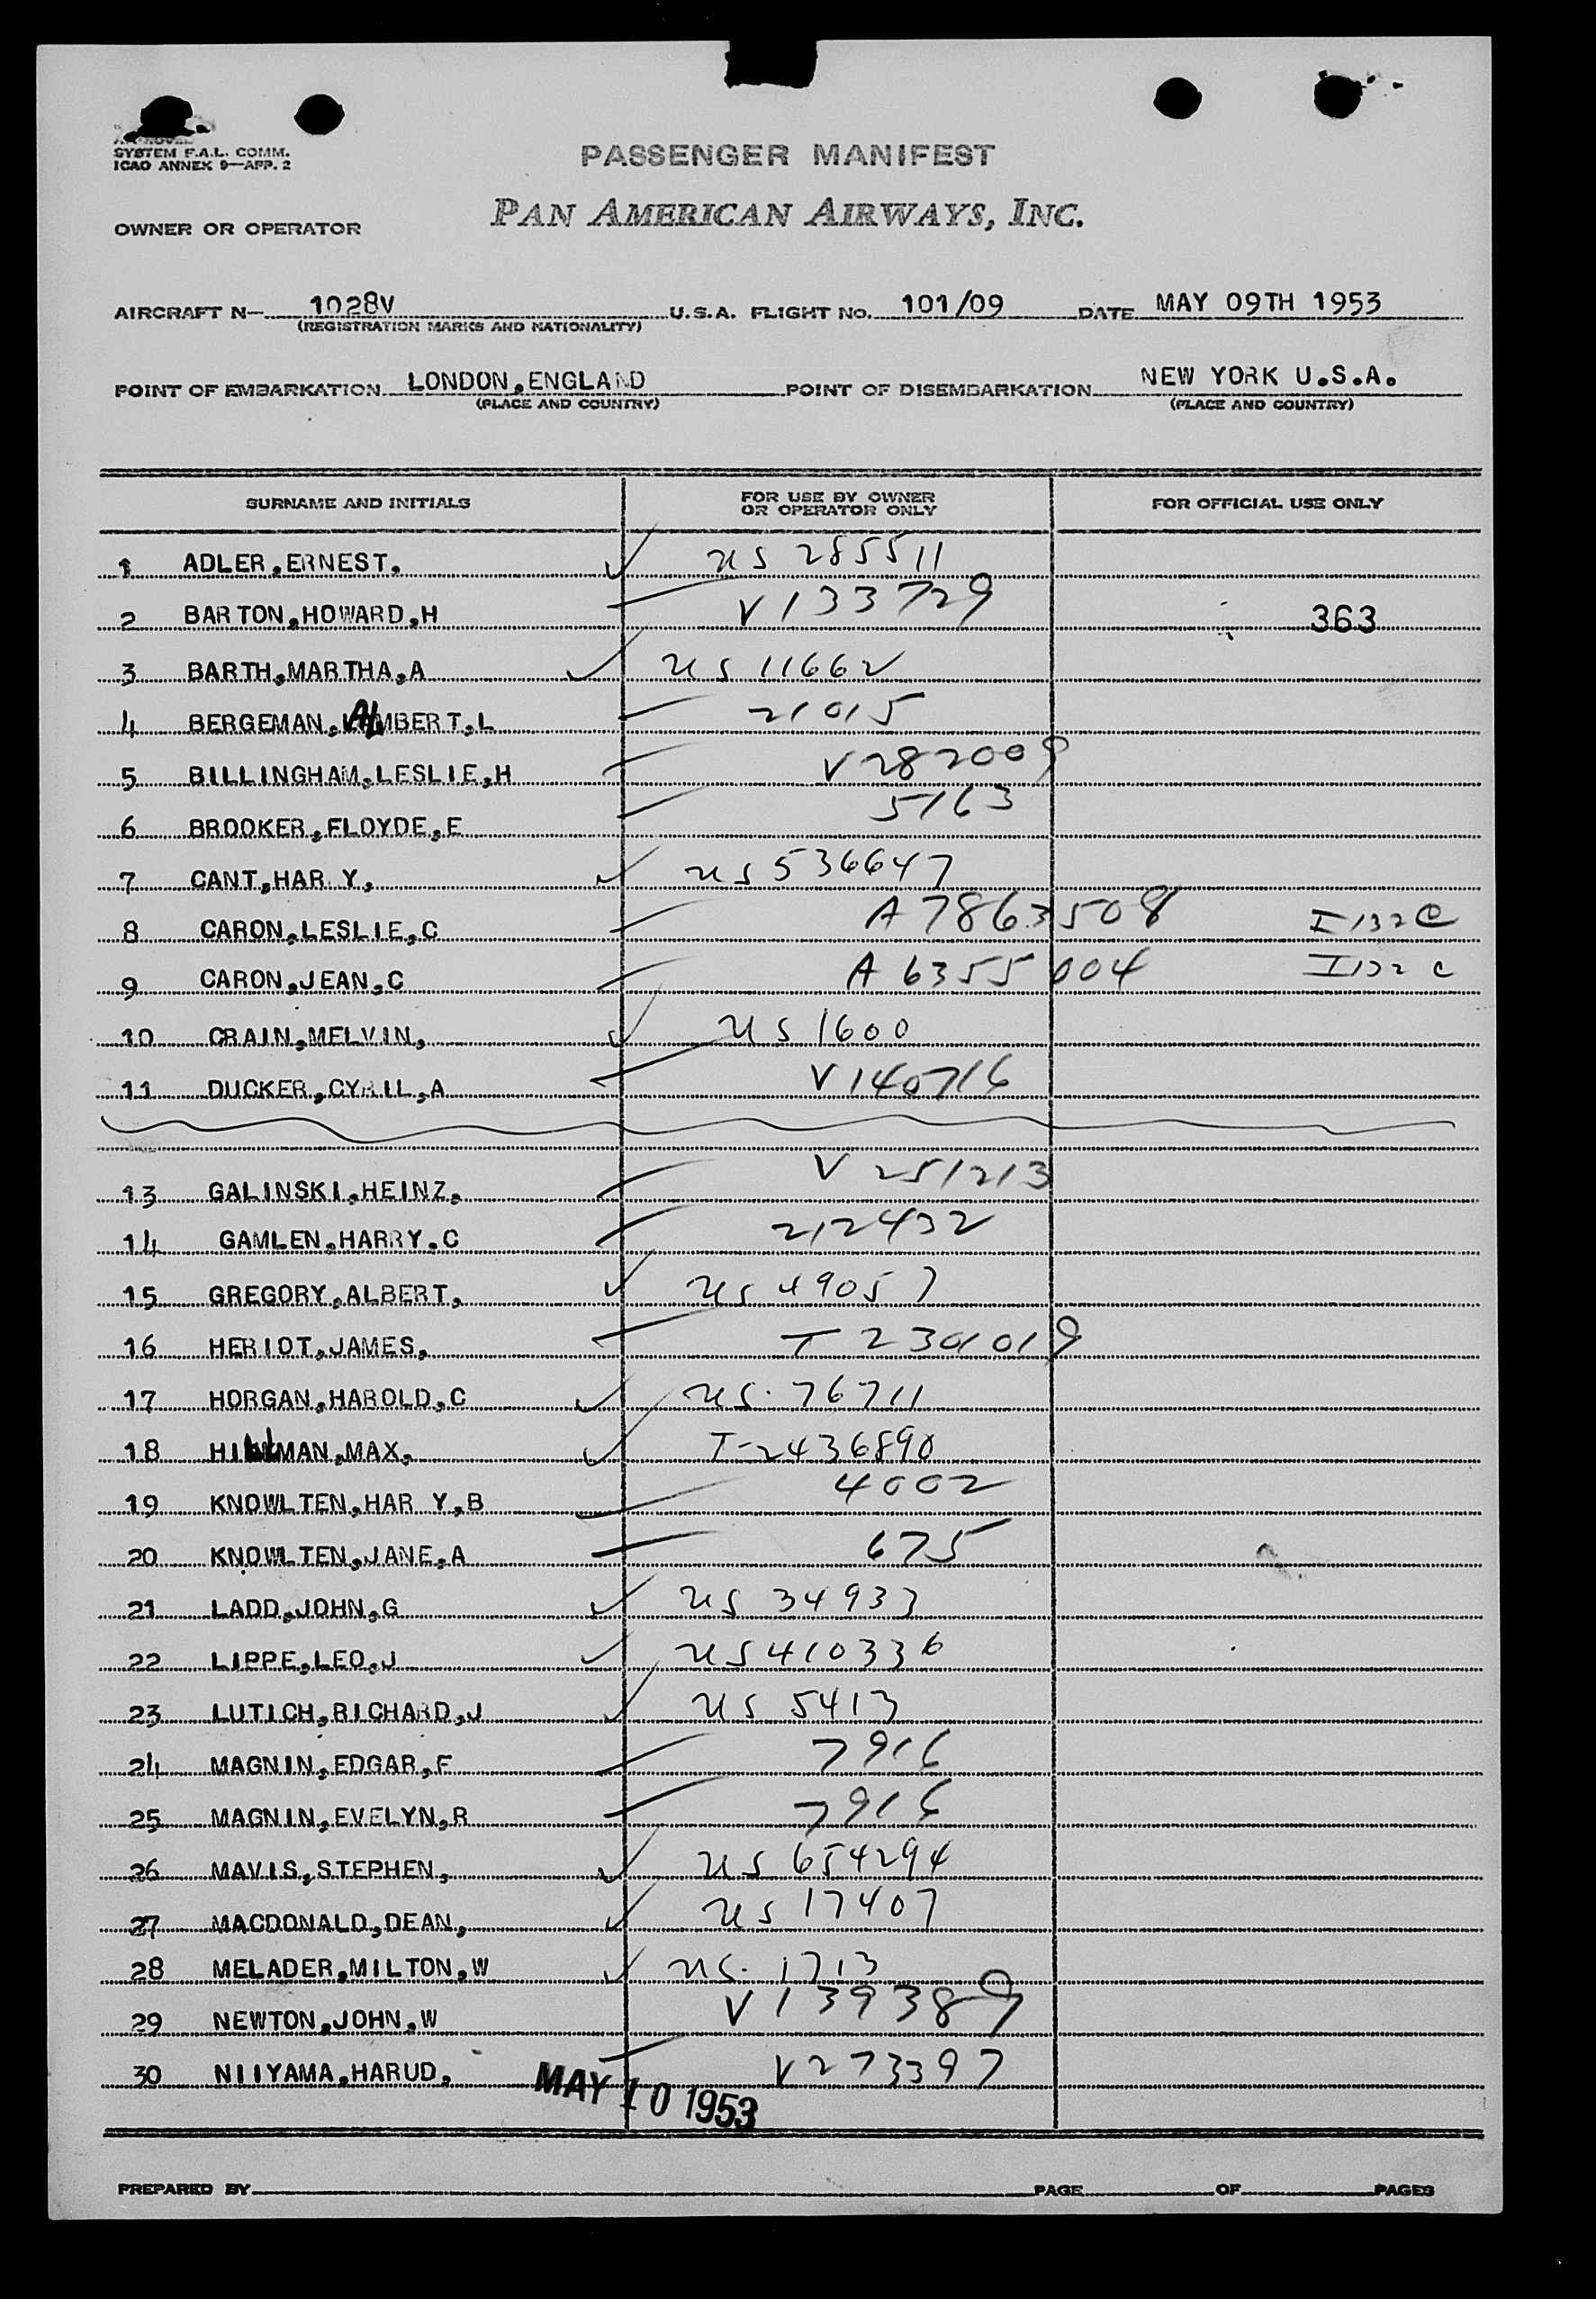 SYSTEM F.A.L. COMM.
ICAO ANNEX 9—APP. 2
PASSENGER MANIFEST
OWNER OR OPERATOR PAN AMERICAN AIRWAYS, INC.
AIRCRAFT N— 1028V U.S.A. FLIGHT NO. 101/09 DATE MAY 09TH 1953
(REGISTRATION MARKS AND NATIONALITY)
POINT OF EMBARKATION LONDON, ENGLAND POINT OF DISEMBARKATION NEW YORK U.S.A.
(PLACE AND COUNTRY) (PLACE AND COUNTRY)
SURNAME AND INITIALS FOR USE BY OWNER OR OPERATOR ONLY FOR OFFICIAL USE ONLY
1 ADLER,ERNEST, US 285511
2 BARTON,HOWARD,H V133729 363
3 BARTH,MARTHA,A US 11662
4 BERGEMAN, ALMBERT,L 21015
5 BILLINGHAM,LESLIE,H V282009
6 BROOKER,FLOYDE,E 5163
7 CANT,HAR Y, US 536647
8 CARON,LESLIE,C A7863508 I132C
9 CARON,JEAN,C A6355004 I132C
10 CRAIN,MELVIN, US 1600
11 DUCKER,CYRIL,A V140716
13 GALINSKI,HEINZ, V 251213
14 GAMLEN,HARRY,C 212432
15 GREGORY,ALBERT, US 49057
16 HERIOT,JAMES, T 2301019
17 HORGAN,HAROLD,C US. 76711
18 HILLMAN,MAX, T-2436890
19 KNOWLTEN,HAR Y,B 4002
20 KNOWLTEN,JANE,A 675
21 LADD,JOHN,G US 34933
22 LIPPE,LEO,J US 410336
23 LUTICH,RICHARD,J US 5413
24 MAGNIN,EDGAR,F 7916
25 MAGNIN,EVELYN,R 7916
26 MAVIS,STEPHEN, US 654294
27 MACDONALD,DEAN, US 17407
28 MELADER,MILTON,W US. 1713
29 NEWTON,JOHN,W V139389
30 NIIYAMA,HARUD, V273397
MAY 10 1953
PREPARED BY PAGE OF PAGES